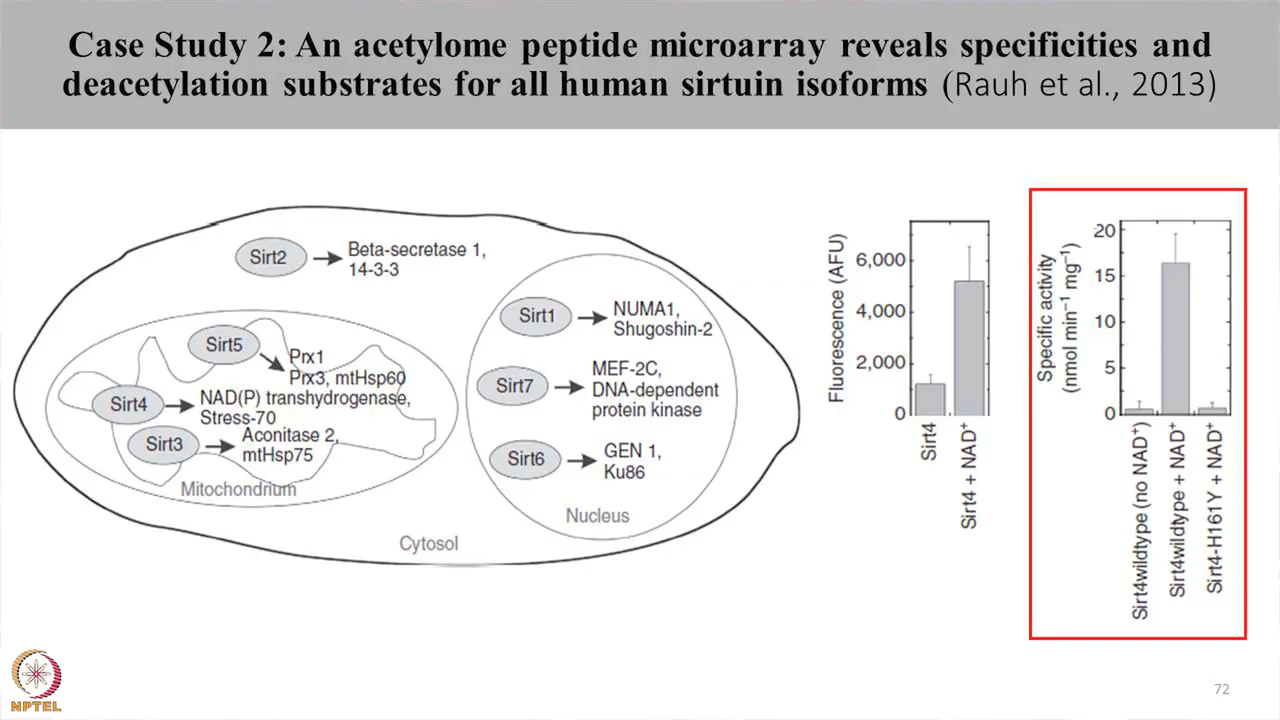 Case Study 2: An acetylome peptide microarray reveals specificities and
deacetylation substrates for all human sirtuin isoforms (Rauh et al., 2013)
Sirt2
Beta-secretase 1,
14-3-3
Sirt5
Prx1
Prx3, mtHsp60
Sirt4
NAD(P) transhydrogenase,
Stress-70
Sirt3
Aconitase 2,
mtHsp75
Mitochondrium
Sirt1
NUMA1,
Shugoshin-2
Sirt7
MEF-2C,
DNA-dependent
protein kinase
Sirt6
GEN 1,
Ku86
Nucleus
Cytosol
Fluorescence (AFU)
6,000
4,000
2,000
0
Sirt4
Sirt4 + NAD⁺
Specific activity
(nmol min⁻¹ mg⁻¹)
20
15
10
5
0
Sirt4wildtype (no NAD⁺)
Sirt4wildtype + NAD⁺
Sirt4-H161Y + NAD⁺
NPTEL
72